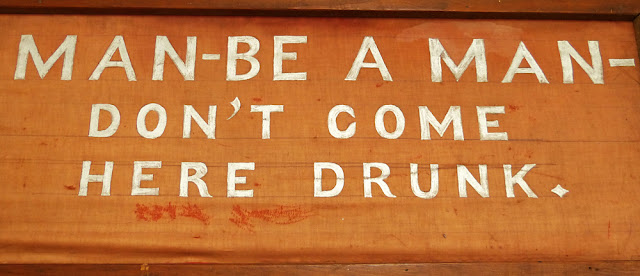 MAN-BE A MAN-
DON'T COME
HERE DRUNK.